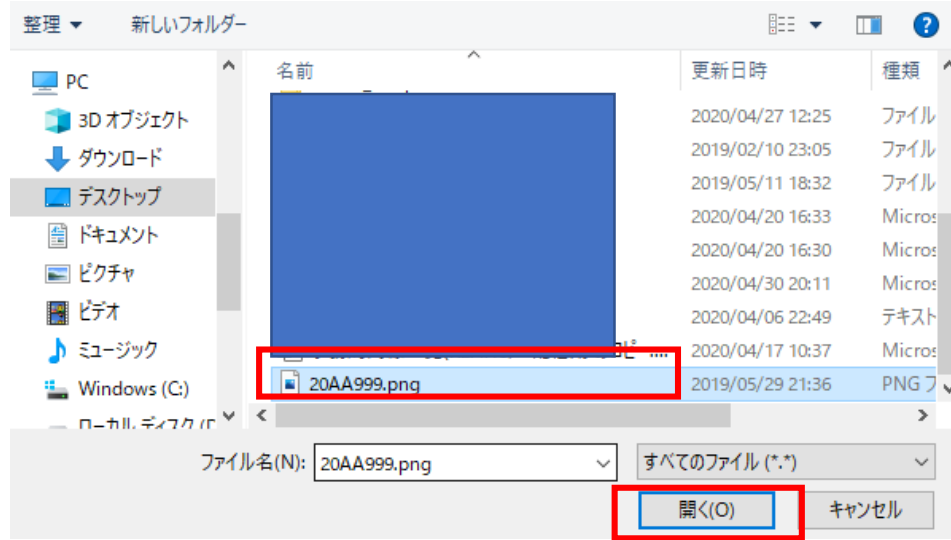 整理 新しいフォルダー
PC
3D オブジェクト
ダウンロード
デスクトップ
ドキュメント
ピクチャ
ビデオ
ミュージック
Windows (C:)
名前 更新日時 種類
2020/04/27 12:25 ファイル
2019/02/10 23:05 ファイル
2019/05/11 18:32 ファイル
2020/04/20 16:33 Micros
2020/04/20 16:30 Micros
2020/04/30 20:11 Micros
2020/04/06 22:49 テキスト
2020/04/17 10:37 Micros
20AA999.png 2019/05/29 21:36 PNG フ
ファイル名(N): 20AA999.png すべてのファイル (*.*)
開く(O) キャンセル